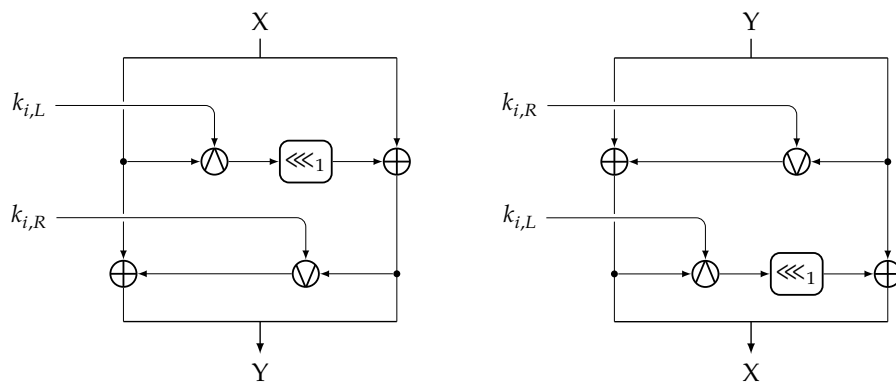 X Y
k_{i,L} k_{i,R}
⋘₁
k_{i,R} k_{i,L}
⋘₁
Y X